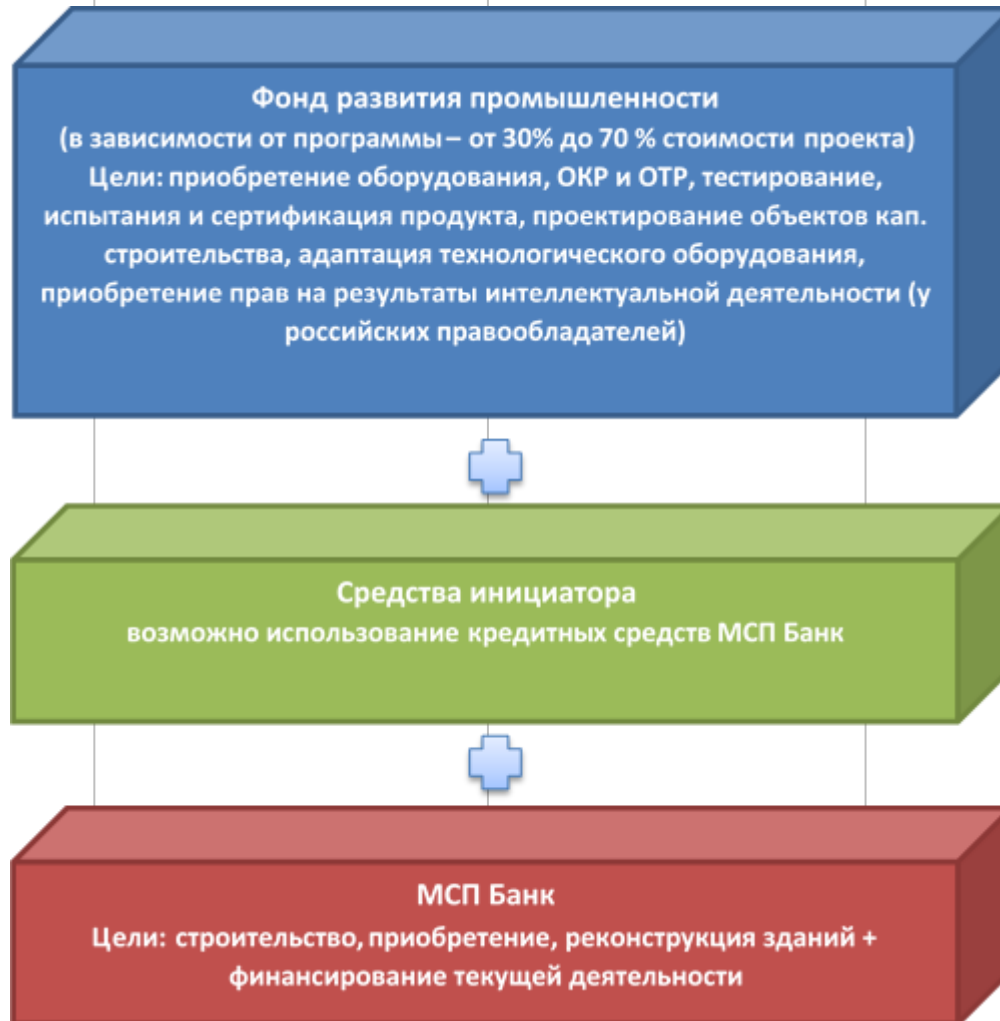 Фонд развития промышленности
(в зависимости от программы – от 30% до 70 % стоимости проекта)
Цели: приобретение оборудования, ОКР и ОТР, тестирование,
испытания и сертификация продукта, проектирование объектов кап.
строительства, адаптация технологического оборудования,
приобретение прав на результаты интеллектуальной деятельности (у
российских правообладателей)
Средства инициатора
возможно использование кредитных средств МСП Банк
МСП Банк
Цели: строительство, приобретение, реконструкция зданий +
финансирование текущей деятельности